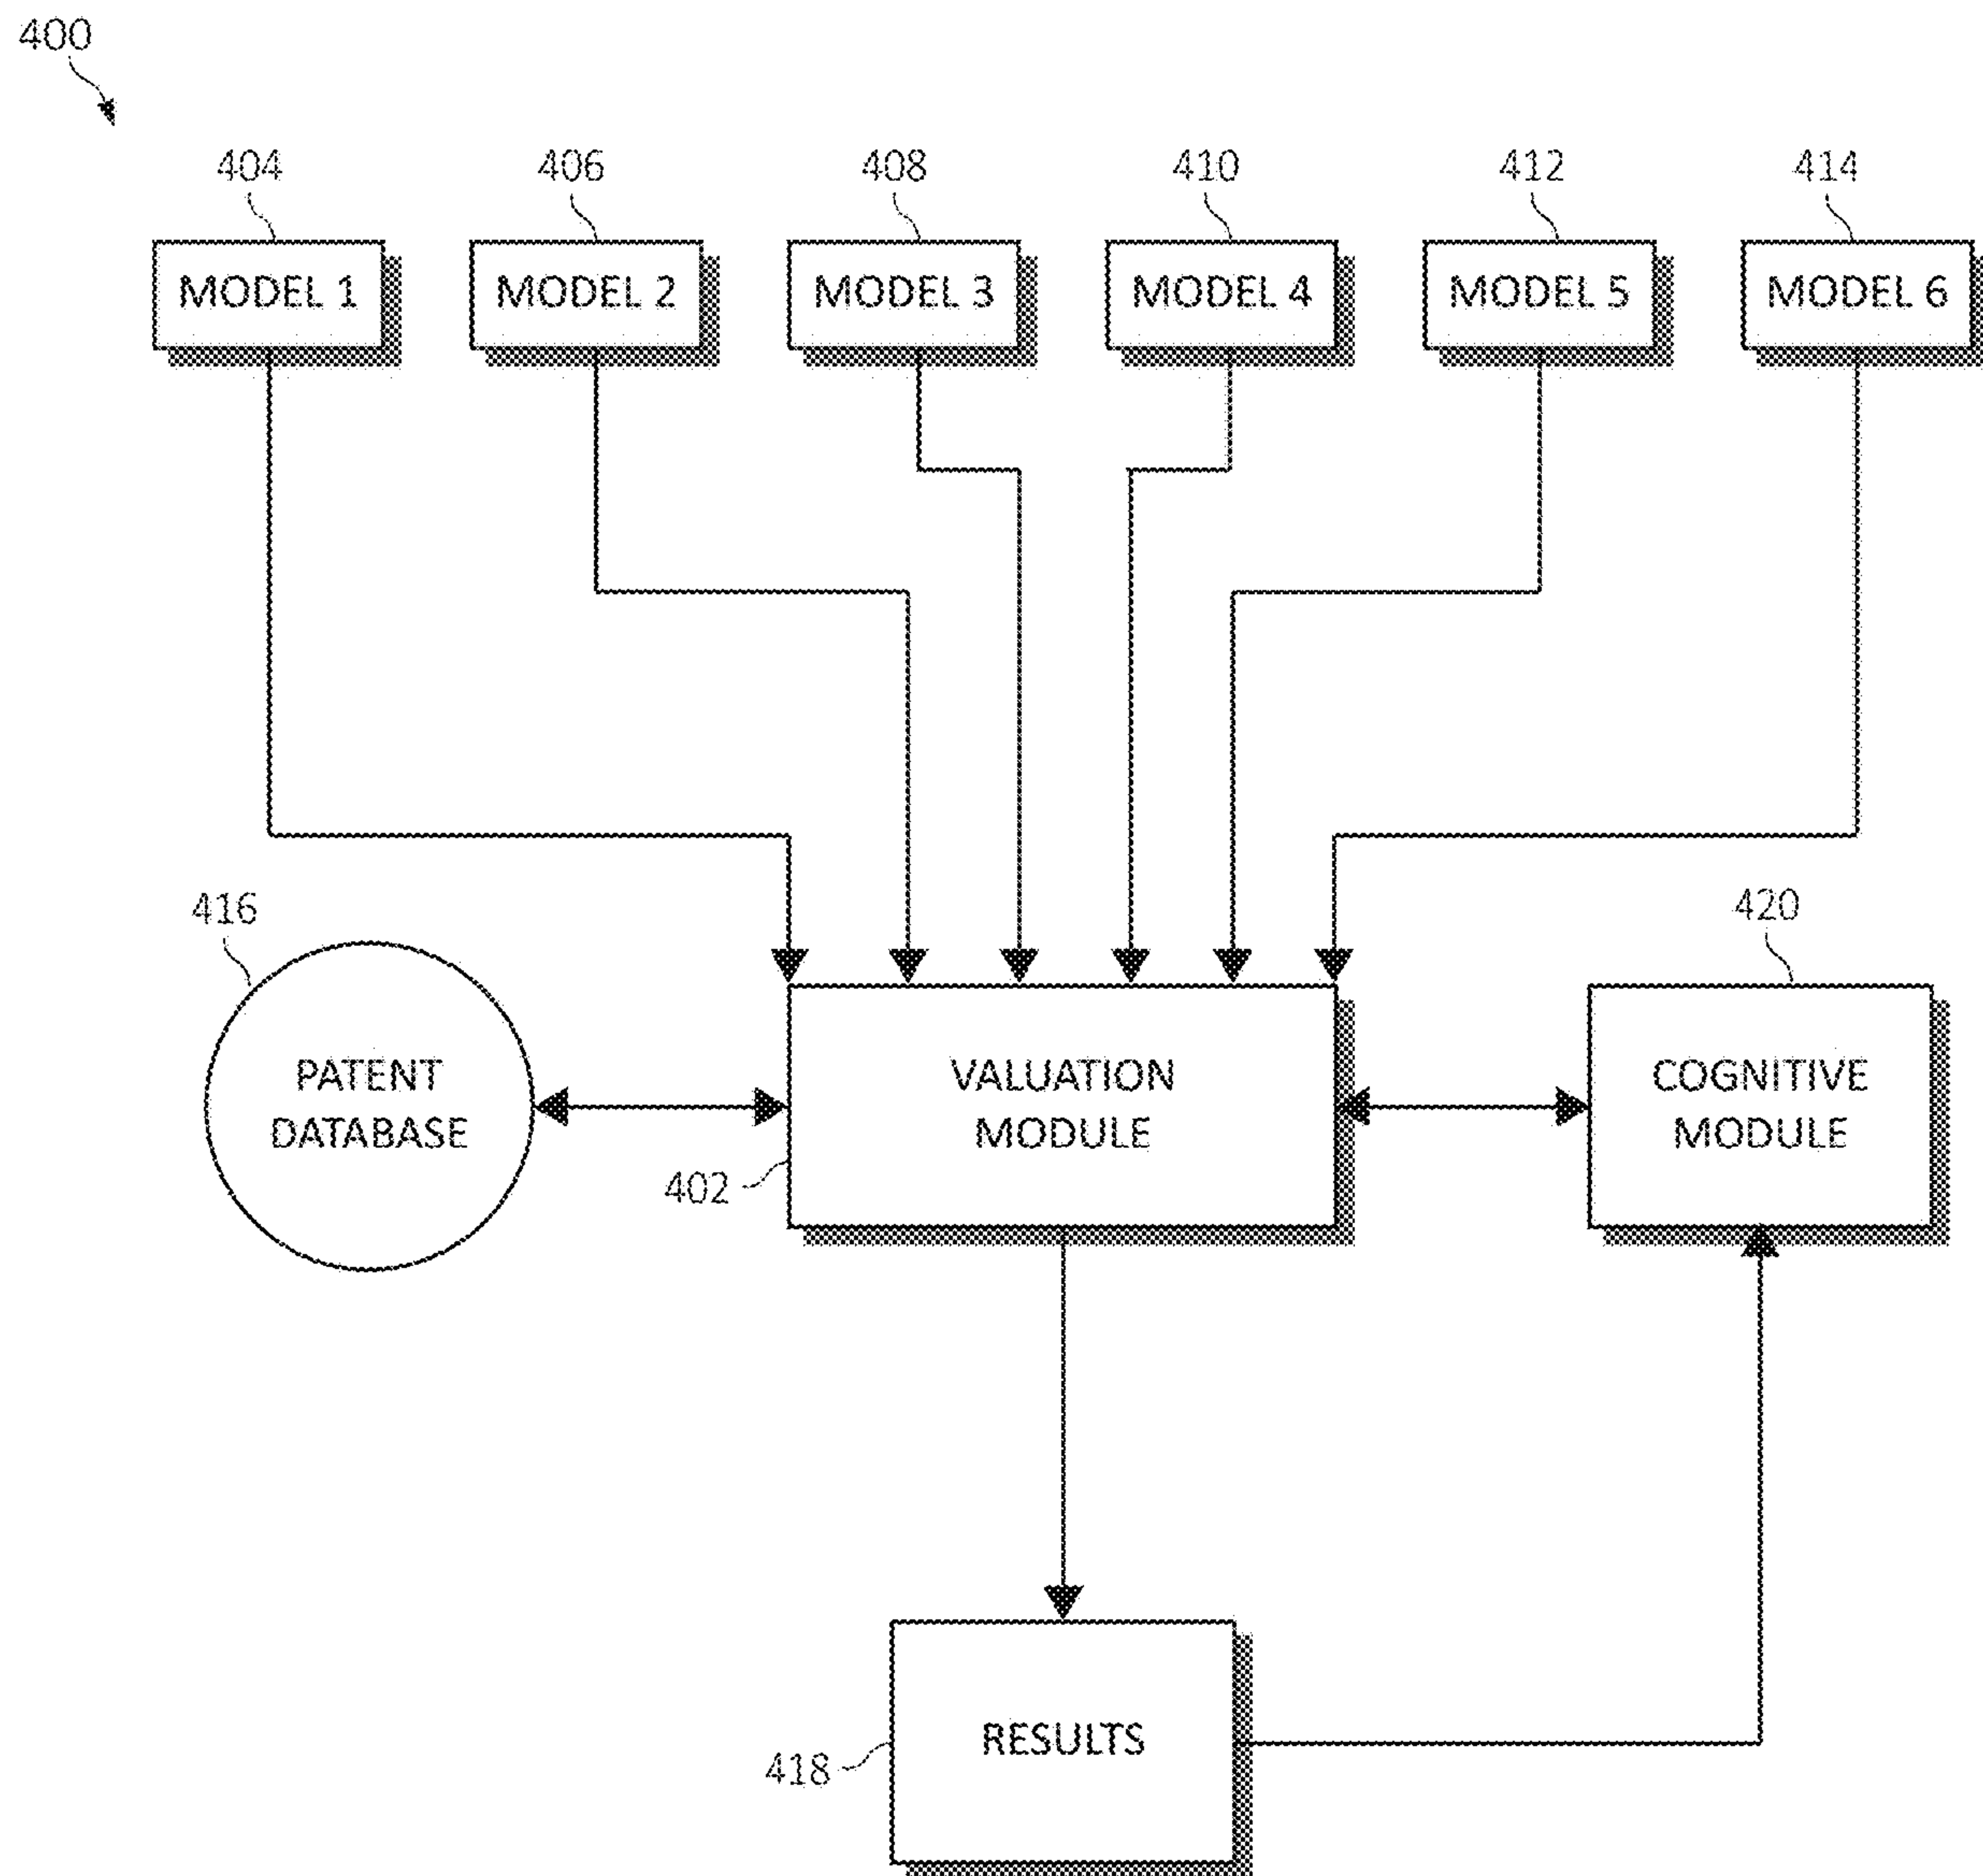 400
404
406
408
410
412
414
MODEL 1
MODEL 2
MODEL 3
MODEL 4
MODEL 5
MODEL 6
416
420
PATENT
DATABASE
VALUATION
MODULE
COGNITIVE
MODULE
402
RESULTS
418